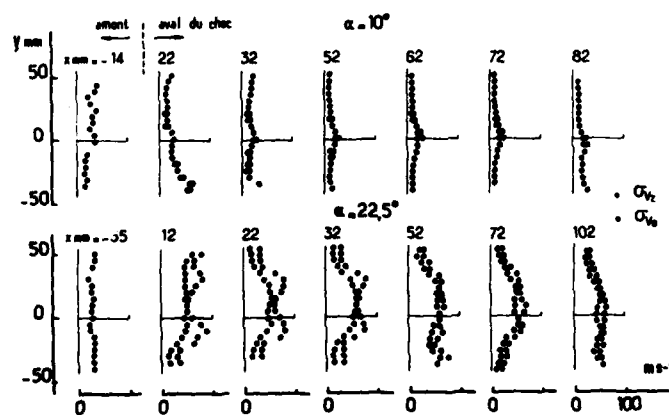 amont aval du choc α = 10°
y mm
x mm = -14 22 32 52 62 72 82
50
0
-50
σVz
σVθ
α = 22,5°
x mm = -35 12 22 32 52 72 102
50
0
-50
ms-
0 0 0 0 0 0 0 100